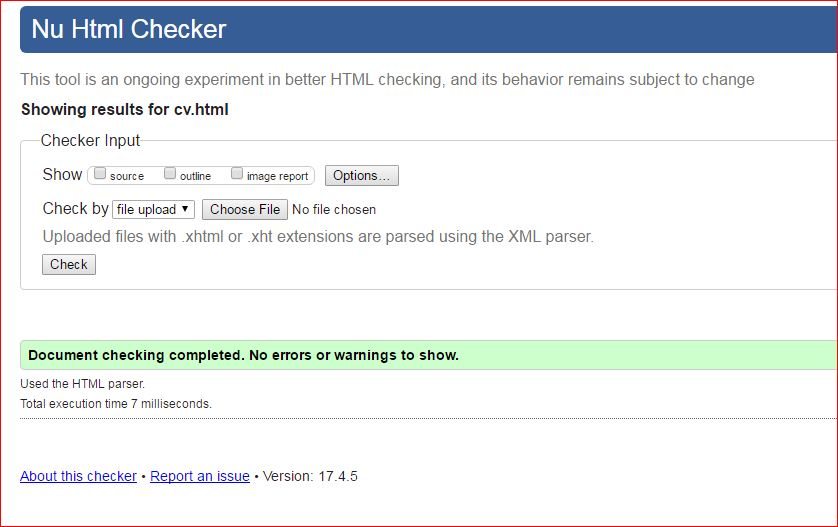 Nu Html Checker
This tool is an ongoing experiment in better HTML checking, and its behavior remains subject to change
Showing results for cv.html
Checker Input
Show source outline image report Options...
Check by file upload Choose File No file chosen
Uploaded files with .xhtml or .xht extensions are parsed using the XML parser.
Check
Document checking completed. No errors or warnings to show.
Used the HTML parser.
Total execution time 7 milliseconds.
About this checker • Report an issue • Version: 17.4.5